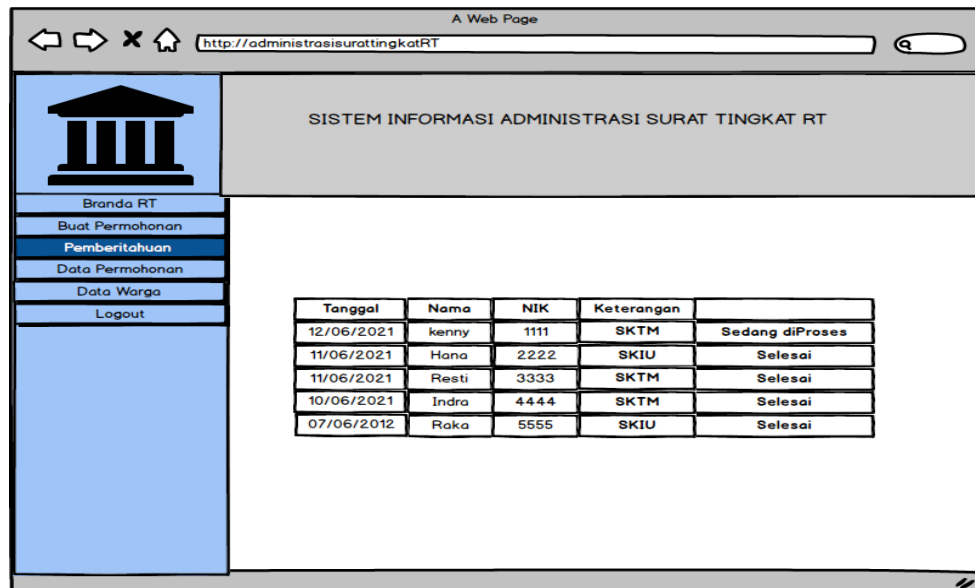 A Web Page
http://administrasisurattingkatRT
SISTEM INFORMASI ADMINISTRASI SURAT TINGKAT RT
Branda RT
Buat Permohonan
Pemberitahuan
Data Permohonan
Data Warga
Logout
Tanggal Nama NIK Keterangan
12/06/2021 kenny 1111 SKTM Sedang diProses
11/06/2021 Hana 2222 SKIU Selesai
11/06/2021 Resti 3333 SKTM Selesai
10/06/2021 Indra 4444 SKTM Selesai
07/06/2012 Raka 5555 SKIU Selesai